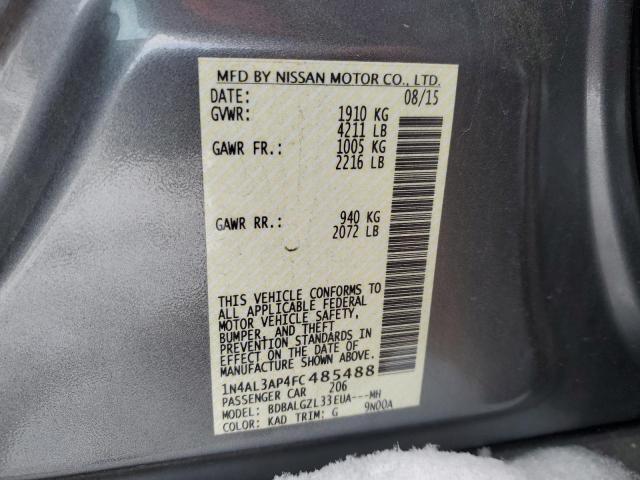 MFD BY NISSAN MOTOR CO., LTD.
DATE: 08/15
GVWR: 1910 KG
4211 LB
GAWR FR.: 1005 KG
2216 LB
GAWR RR.: 940 KG
2072 LB
THIS VEHICLE CONFORMS TO
ALL APPLICABLE FEDERAL
MOTOR VEHICLE SAFETY,
BUMPER, AND THEFT
PREVENTION STANDARDS IN
EFFECT ON THE DATE OF
MANUFACTURE SHOWN ABOVE.
1N4AL3AP4FC485488
PASSENGER CAR 206
MODEL: BDBALGZL33EUA---MH
COLOR: KAD TRIM: G 9N00A